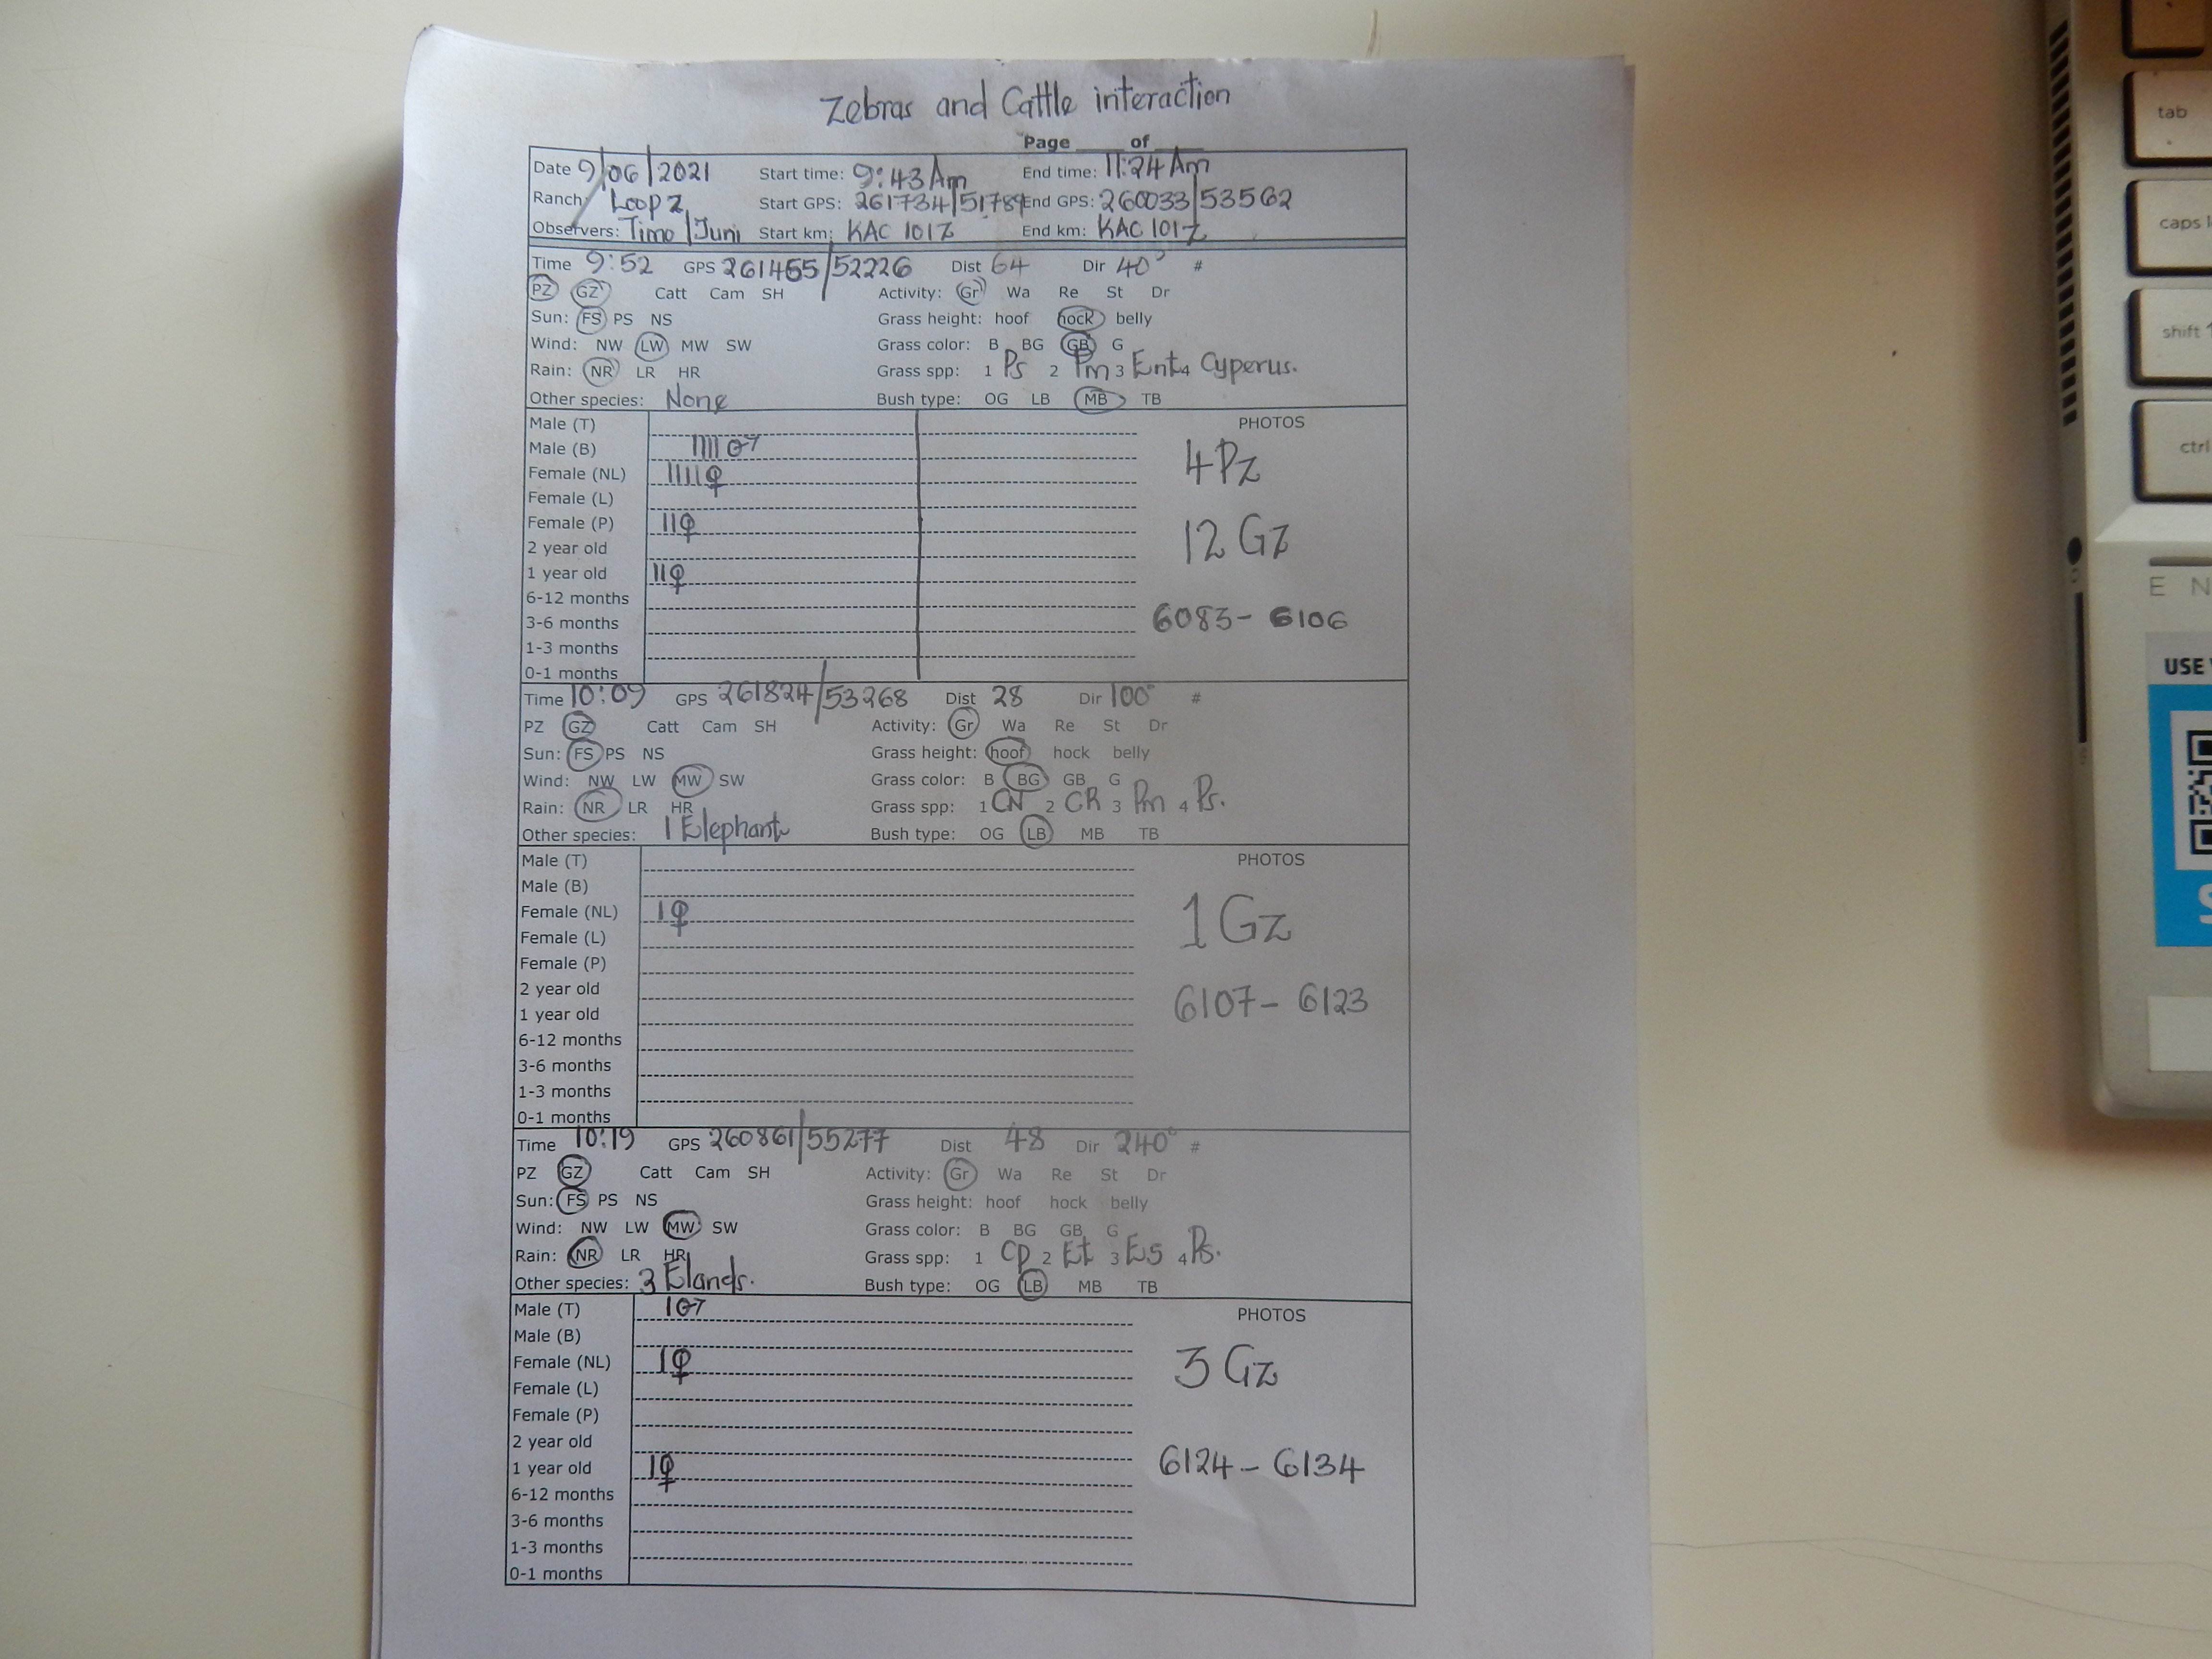 Zebras and Cattle interaction
Page ____ of ____
Date 9/06/2021 Start time: 9:43 Am End time: 11:24 Am
Ranch: Loop 2 Start GPS: 261734/51789 End GPS: 260033/53562
Observers: Timo/Juni Start km: KAC 101Z End km: KAC 101Z
Time 9:52 GPS 261455/52226 Dist 64 Dir 40° #
PZ GZ Catt Cam SH Activity: Gr Wa Re St Dr
Sun: FS PS NS Grass height: hoof hock belly
Wind: NW LW MW SW Grass color: B BG GB G
Rain: NR LR HR Grass spp: 1 Ps 2 Pm 3 Ent 4 Cyperus.
Other species: None Bush type: OG LB MB TB
Male (T) PHOTOS
Male (B) IIII ♂ 4Pz
Female (NL) IIII ♀
Female (L)
Female (P) II ♀ 12 Gz
2 year old
1 year old II ♀
6-12 months
3-6 months 6083- 6106
1-3 months
0-1 months
Time 10:09 GPS 261824/53268 Dist 28 Dir 100° #
PZ GZ Catt Cam SH Activity: Gr Wa Re St Dr
Sun: FS PS NS Grass height: hoof hock belly
Wind: NW LW MW SW Grass color: B BG GB G
Rain: NR LR HR Grass spp: 1 CN 2 CR 3 Pm 4 Ps.
Other species: 1 Elephant Bush type: OG LB MB TB
Male (T) PHOTOS
Male (B)
Female (NL) I ♀ 1 Gz
Female (L)
Female (P)
2 year old
1 year old 6107- 6123
6-12 months
3-6 months
1-3 months
0-1 months
Time 10:19 GPS 260861/55277 Dist 48 Dir 240° #
PZ GZ Catt Cam SH Activity: Gr Wa Re St Dr
Sun: FS PS NS Grass height: hoof hock belly
Wind: NW LW MW SW Grass color: B BG GB G
Rain: NR LR HR Grass spp: 1 Cp 2 Et 3 Es 4 Ps.
Other species: 3 Elands. Bush type: OG LB MB TB
Male (T) I ♂ PHOTOS
Male (B)
Female (NL) I ♀ 3 Gz
Female (L)
Female (P)
2 year old
1 year old I ♀ 6124- 6134
6-12 months
3-6 months
1-3 months
0-1 months
tab
caps
shift
ctrl
E N
USE